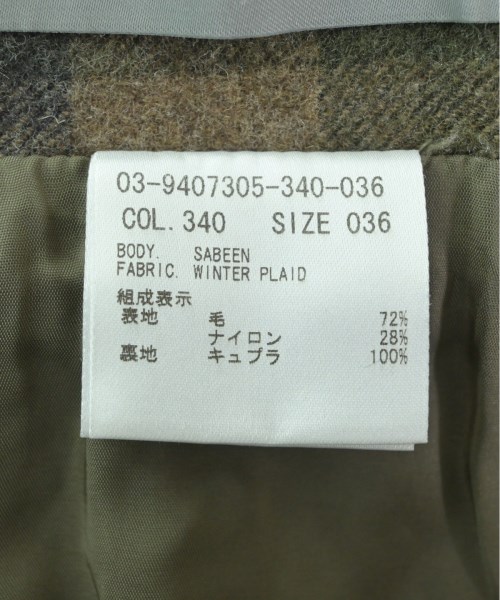 03-9407305-340-036
COL. 340 SIZE 036
BODY. SABEEN
FABRIC. WINTER PLAID
組成表示
表地 毛 72%
ナイロン 28%
裏地 キュプラ 100%